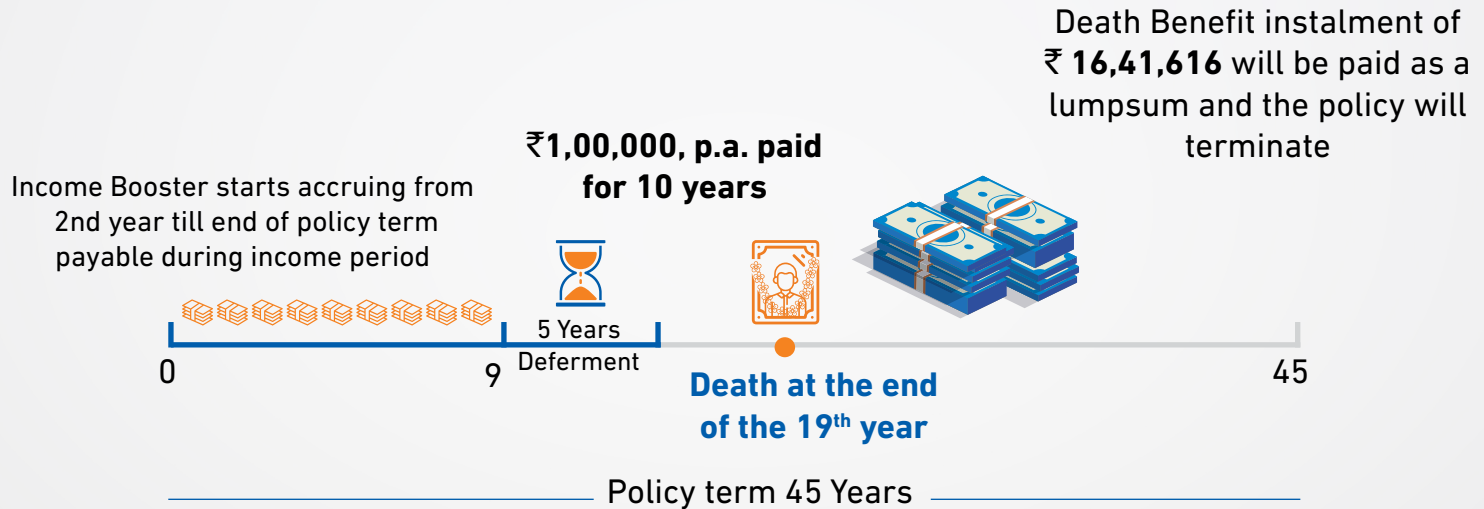 Death Benefit instalment of
₹ 16,41,616 will be paid as a
lumpsum and the policy will
terminate
₹1,00,000, p.a. paid
for 10 years
Income Booster starts accruing from
2nd year till end of policy term
payable during income period
5 Years
Deferment
0
9
45
Death at the end
of the 19th year
Policy term 45 Years